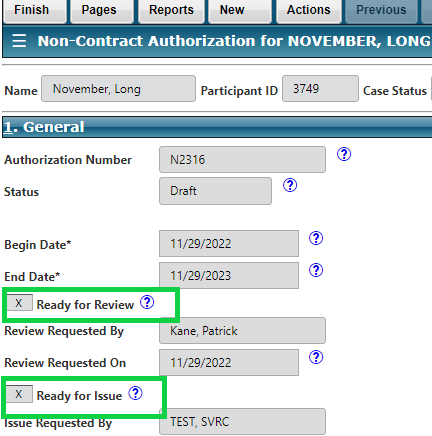 Finish Pages Reports New Actions Previous
☰ Non-Contract Authorization for NOVEMBER, LONG
Name November, Long Participant ID 3749 Case Status
1. General
Authorization Number N2316 ?
Status Draft ?
Begin Date* 11/29/2022 ?
End Date* 11/29/2023 ?
X Ready for Review ?
Review Requested By Kane, Patrick
Review Requested On 11/29/2022 ?
X Ready for Issue ?
Issue Requested By TEST, SVRC